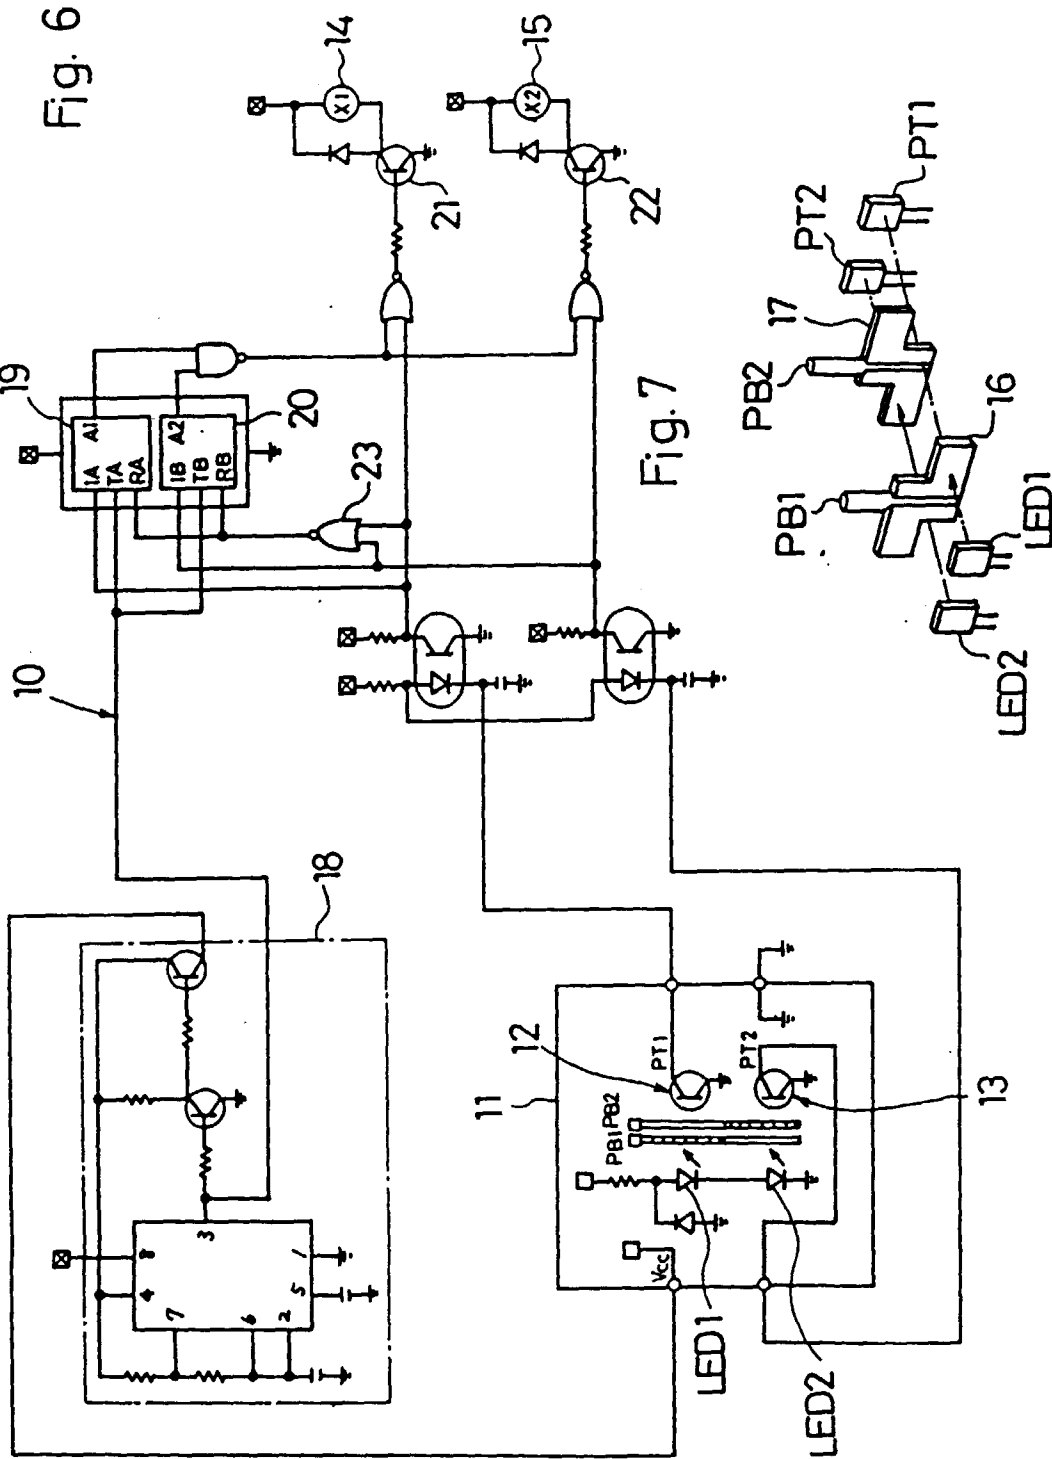 Fig. 6
10
19
A1
IA
TA
RA
A2
IB
TB
RB
20
23
X1
14
21
X2
15
22
18
8
4
7
6
2
3
1
5
11
12
PT1
PT2
13
PB1
PB2
Vcc
LED1
LED2
Fig. 7
PB1
PB2
17
PT2
PT1
16
LED1
LED2